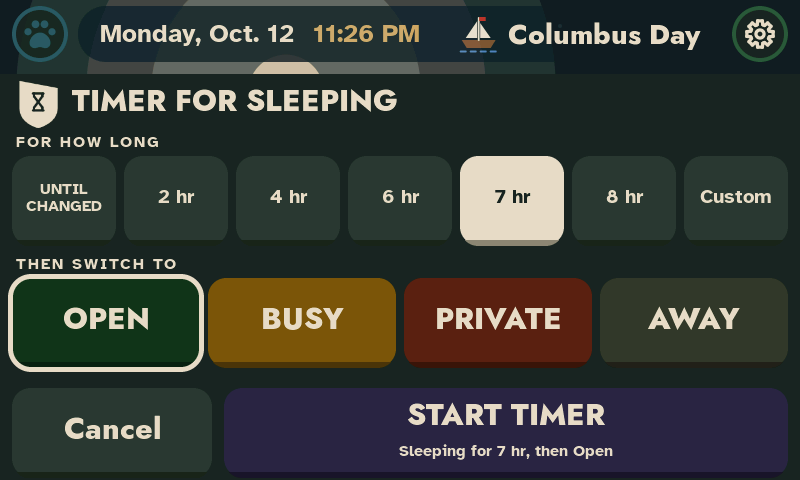 Monday, Oct. 12 11:26 PM Columbus Day
TIMER FOR SLEEPING
FOR HOW LONG
UNTIL
CHANGED
2 hr
4 hr
6 hr
7 hr
8 hr
Custom
THEN SWITCH TO
OPEN
BUSY
PRIVATE
AWAY
Cancel
START TIMER
Sleeping for 7 hr, then Open